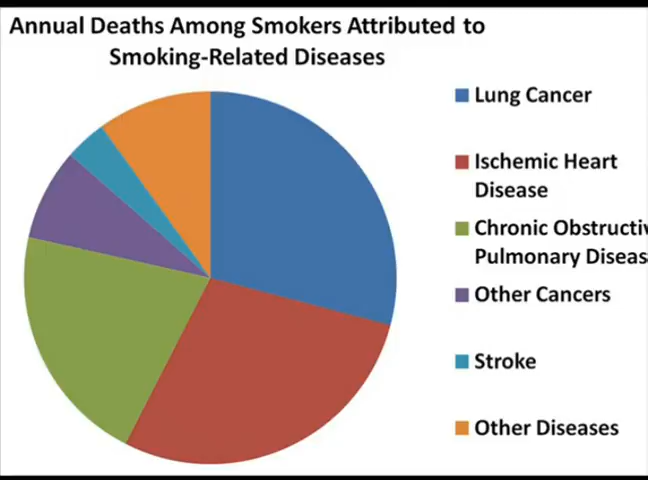 Annual Deaths Among Smokers Attributed to
Smoking-Related Diseases
Lung Cancer
Ischemic Heart
Disease
Chronic Obstructiv
Pulmonary Diseas
Other Cancers
Stroke
Other Diseases